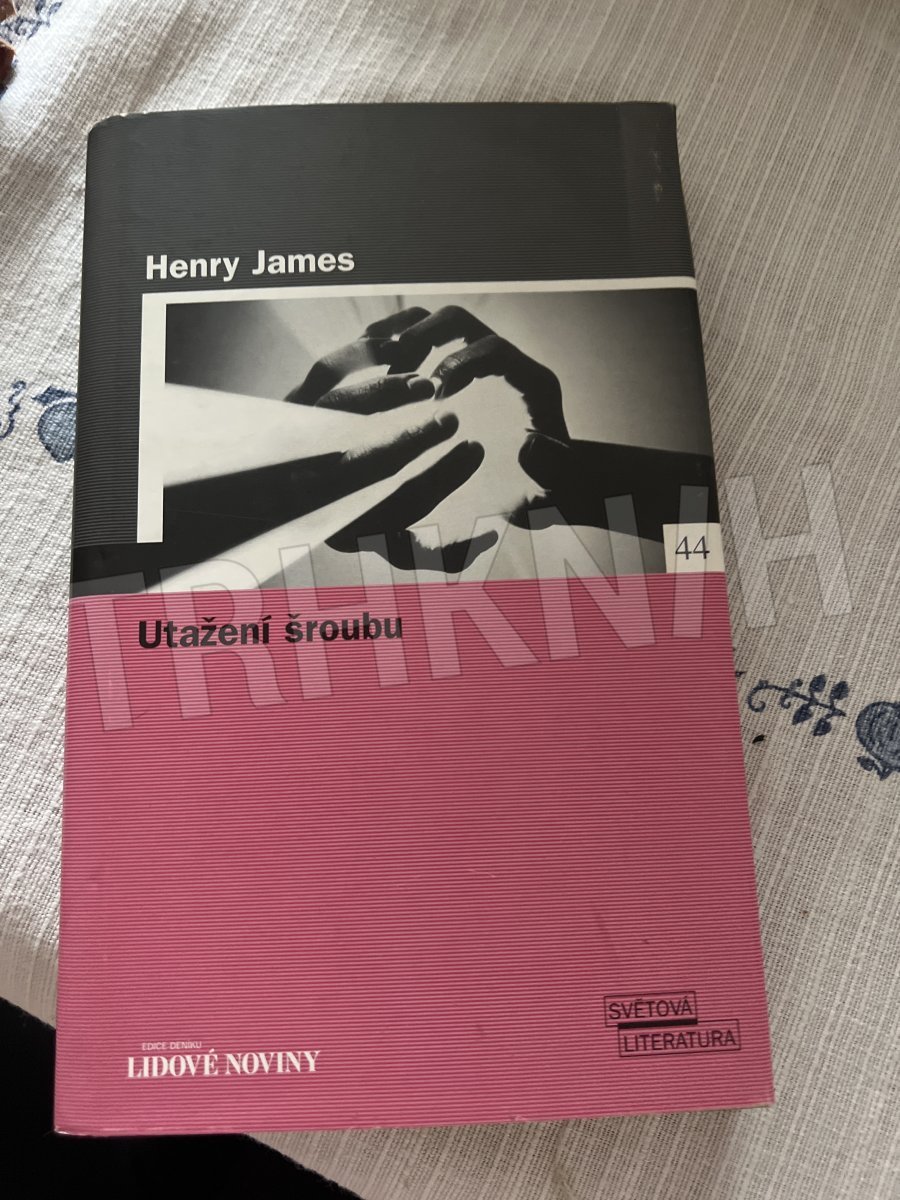 Henry James
44
TRHKNIH
Utažení šroubu
SVĚTOVÁ
LITERATURA
EDICE DENÍKU
LIDOVÉ NOVINY